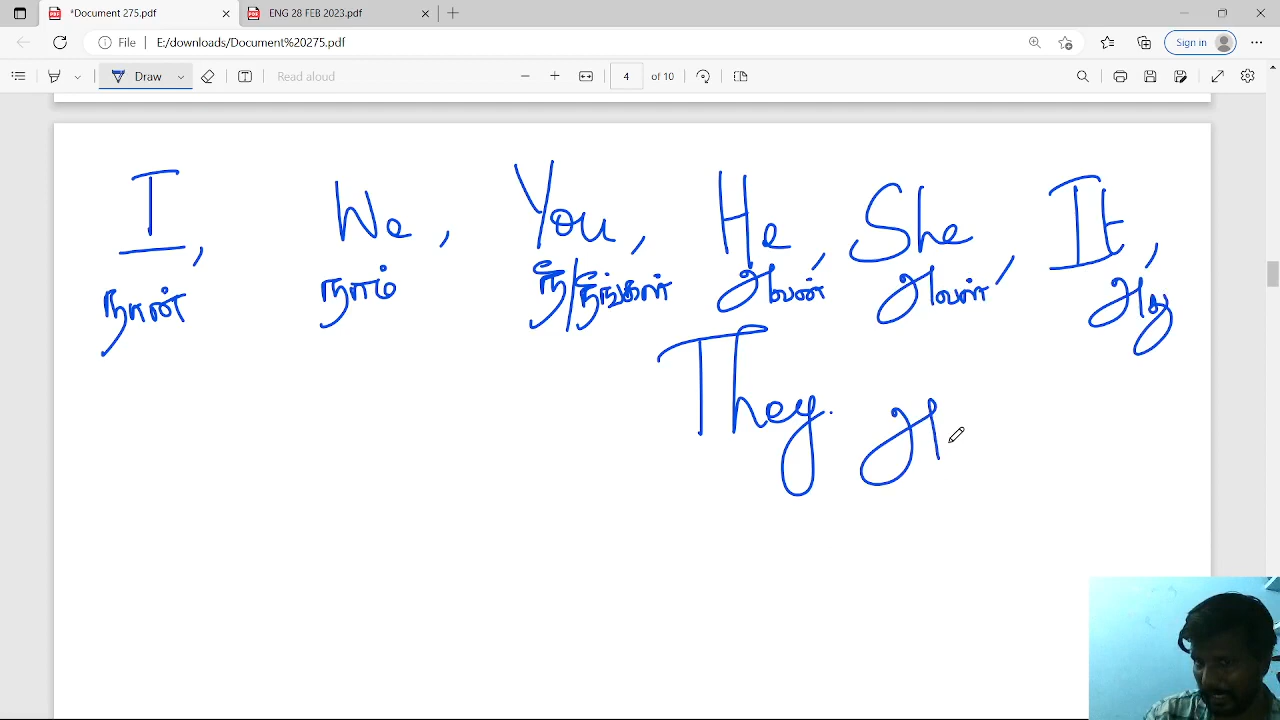 *Document 275.pdf
ENG 28 FEB 2023.pdf
File | E:/downloads/Document%20275.pdf
Sign in
Draw
Read aloud
4 of 10
I, We, You, He, She, It,
நான் நாம் நீ/நீங்கள் அவன் அவள் அது
They. அ